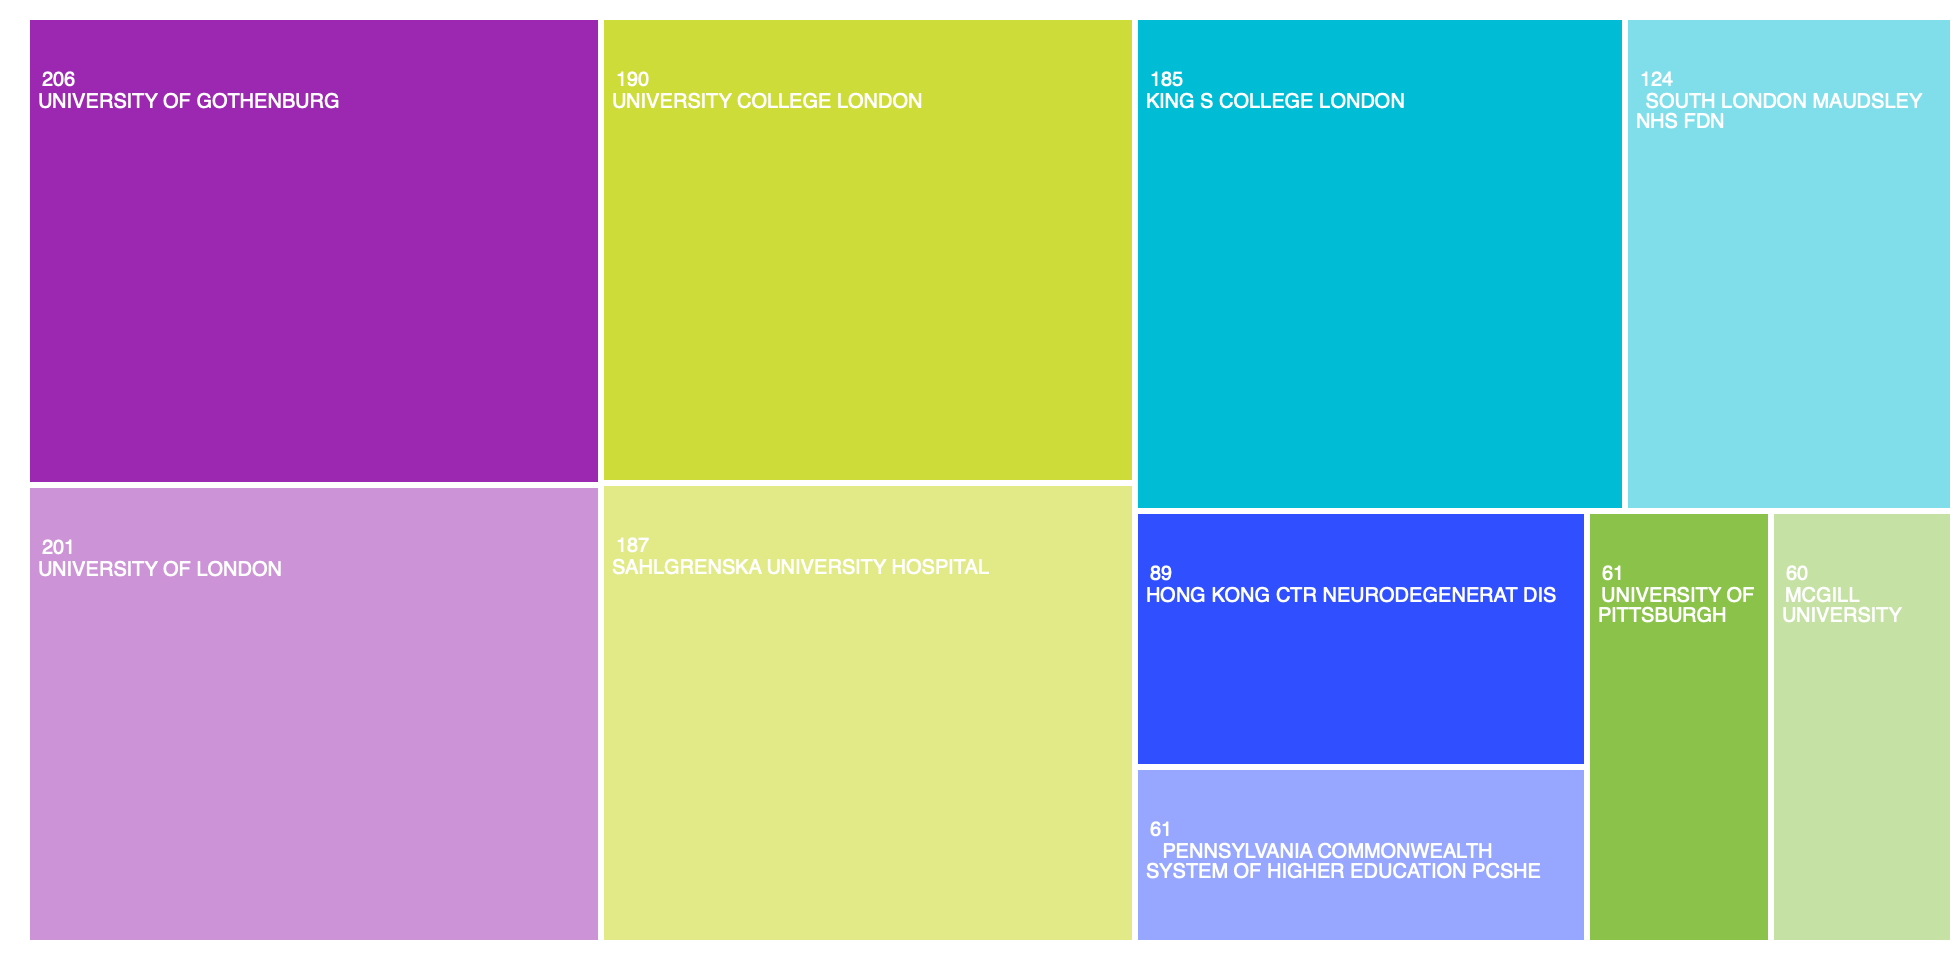 206
UNIVERSITY OF GOTHENBURG
190
UNIVERSITY COLLEGE LONDON
185
KING S COLLEGE LONDON
124
SOUTH LONDON MAUDSLEY
NHS FDN
201
UNIVERSITY OF LONDON
187
SAHLGRENSKA UNIVERSITY HOSPITAL
89
HONG KONG CTR NEURODEGENERAT DIS
61
UNIVERSITY OF
PITTSBURGH
60
MCGILL
UNIVERSITY
61
PENNSYLVANIA COMMONWEALTH
SYSTEM OF HIGHER EDUCATION PCSHE